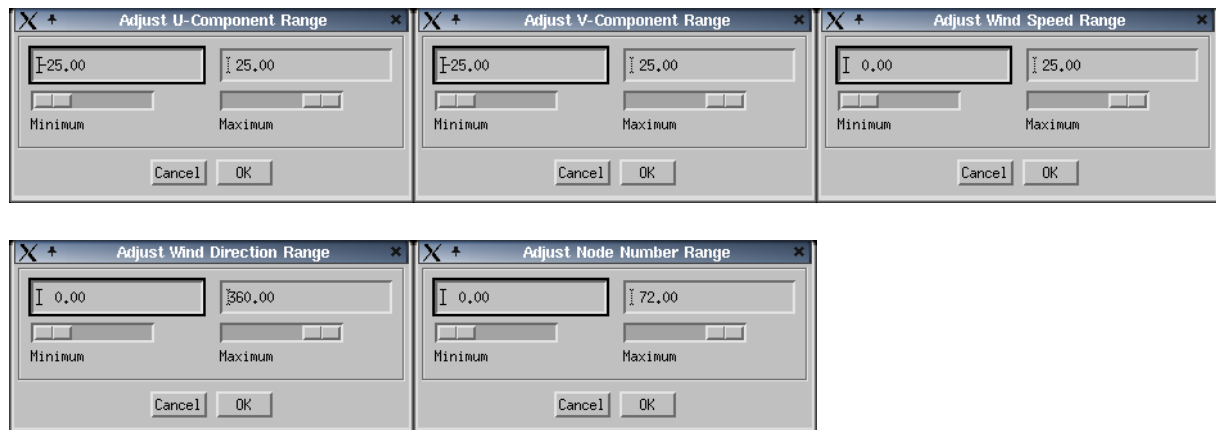 Adjust U-Component Range Adjust V-Component Range Adjust Wind Speed Range
-25.00 25.00 -25.00 25.00 0.00 25.00
Minimum Maximum Minimum Maximum Minimum Maximum
Cancel OK Cancel OK Cancel OK
Adjust Wind Direction Range Adjust Node Number Range
0.00 360.00 0.00 72.00
Minimum Maximum Minimum Maximum
Cancel OK Cancel OK